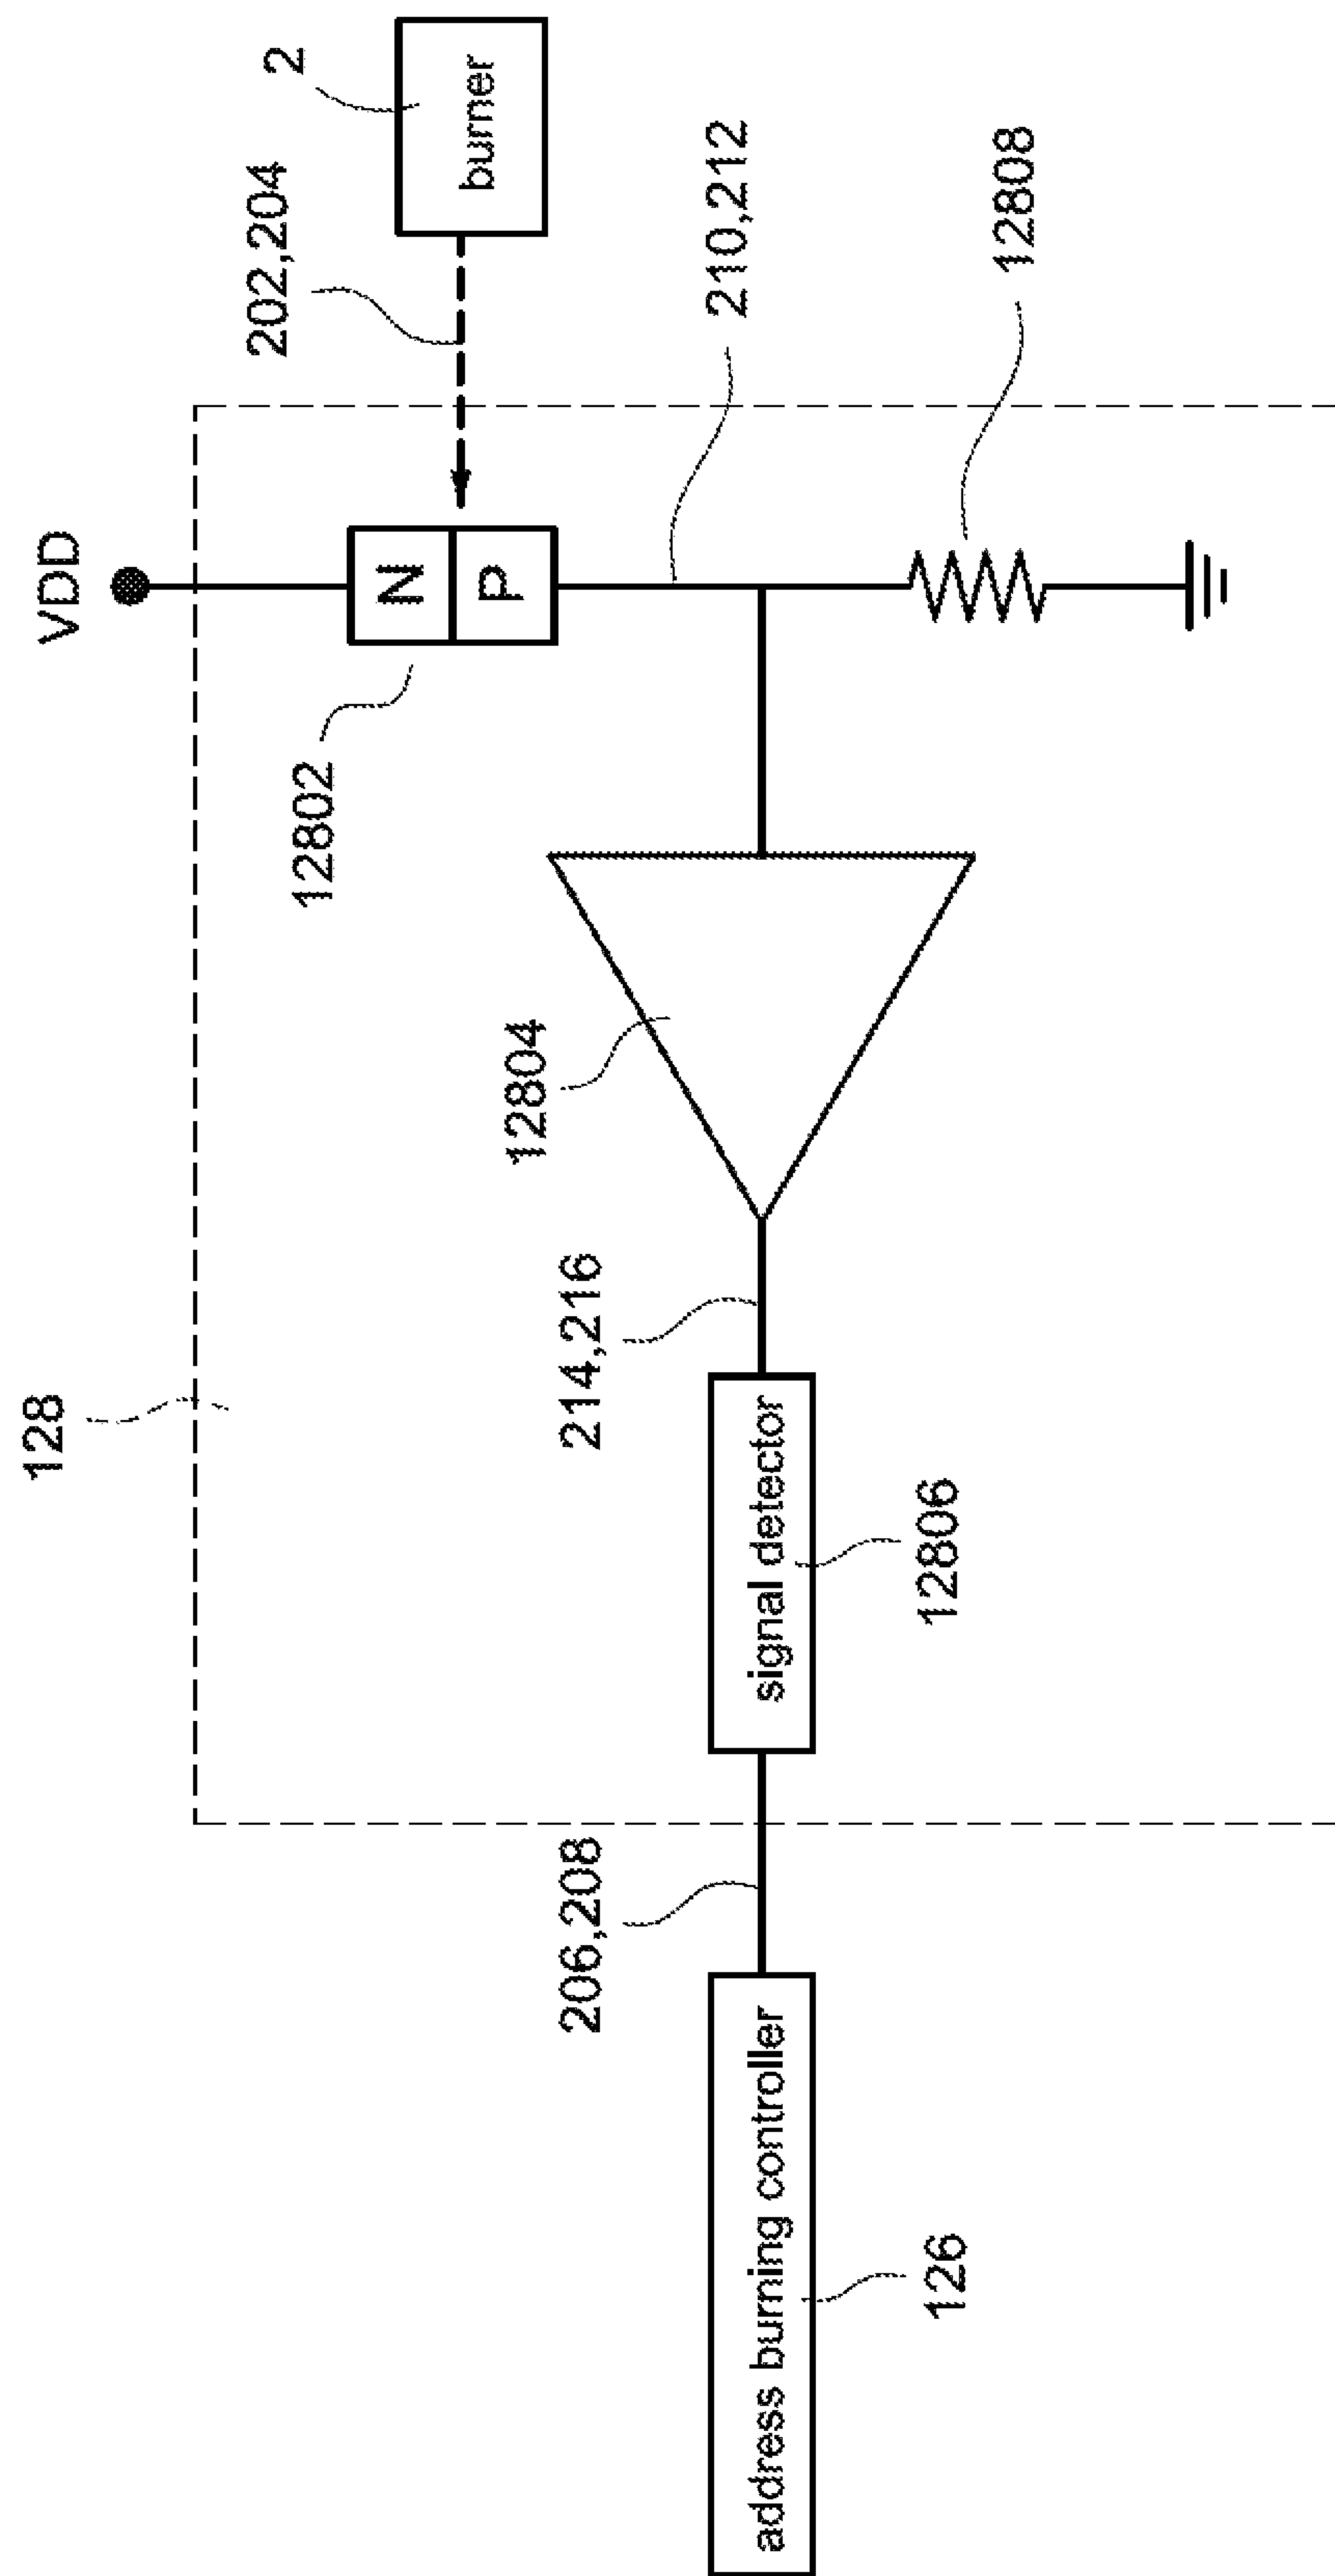 128
VDD
2
burner
202,204
N
P
12802
210,212
12808
12804
214,216
signal detector
12806
206,208
address burning controller
126